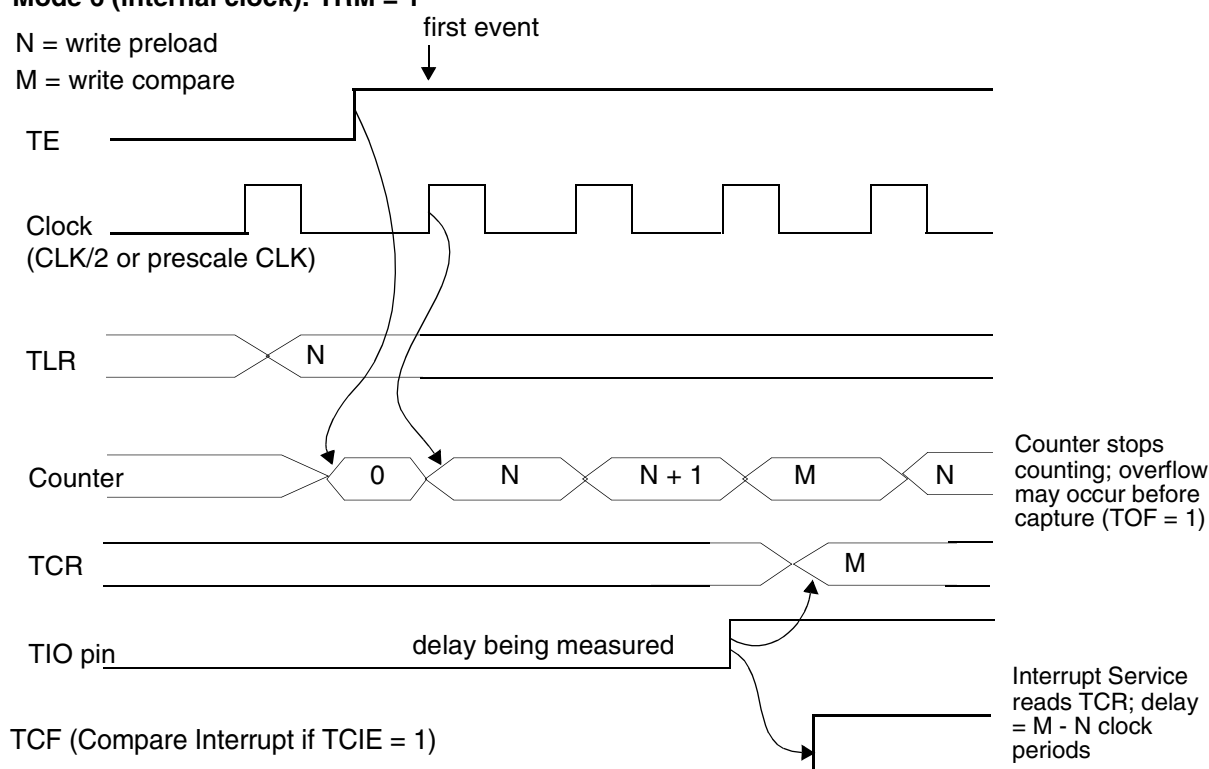 Mode 6 (internal clock): TRM = 1
first event
N = write preload
M = write compare
TE
Clock
(CLK/2 or prescale CLK)
TLR
N
Counter
0
N
N + 1
M
N
Counter stops
counting; overflow
may occur before
capture (TOF = 1)
TCR
M
TIO pin
delay being measured
Interrupt Service
reads TCR; delay
= M - N clock
periods
TCF (Compare Interrupt if TCIE = 1)